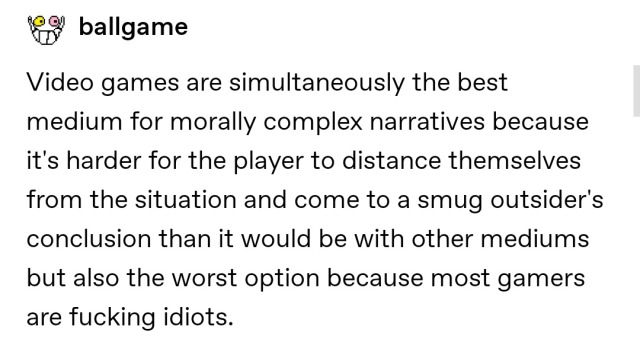 ballgame
Video games are simultaneously the best
medium for morally complex narratives because
it's harder for the player to distance themselves
from the situation and come to a smug outsider's
conclusion than it would be with other mediums
but also the worst option because most gamers
are fucking idiots.